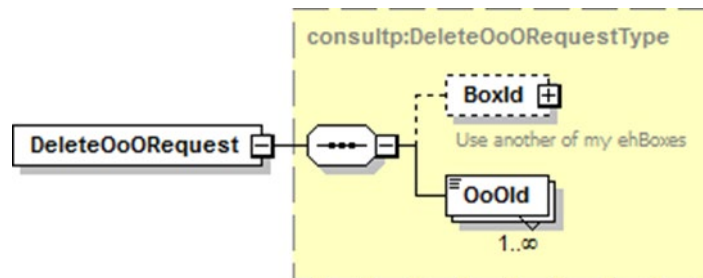 consultp:DeleteOoORequestType
BoxId
Use another of my ehBoxes
DeleteOoORequest
OoOId
1..∞